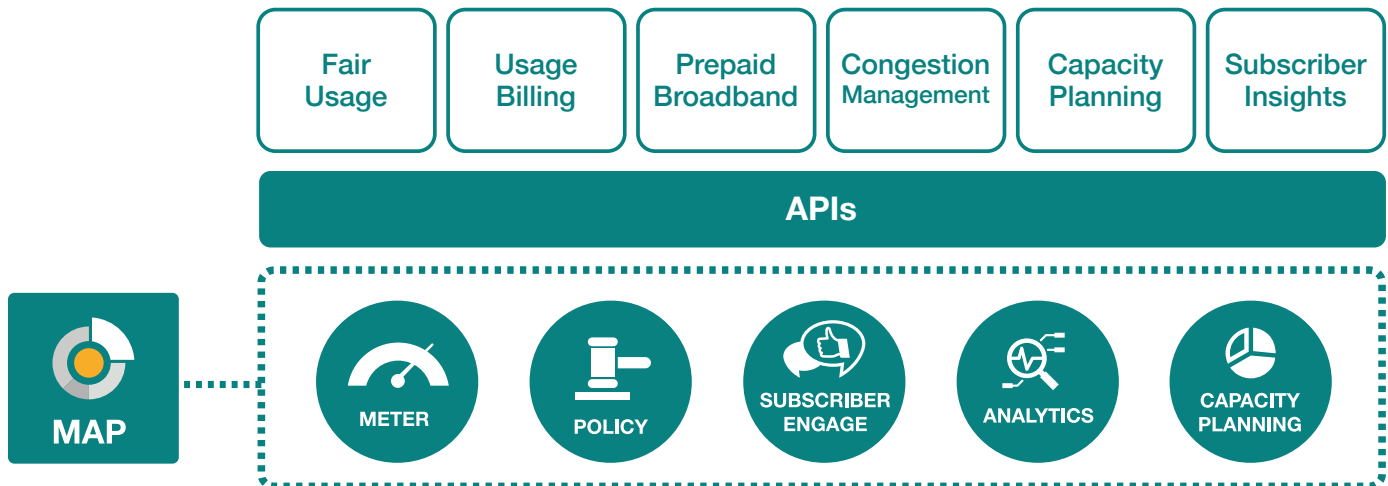 Fair
Usage
Usage
Billing
Prepaid
Broadband
Congestion
Management
Capacity
Planning
Subscriber
Insights
APIs
MAP
METER
POLICY
SUBSCRIBER
ENGAGE
ANALYTICS
CAPACITY
PLANNING